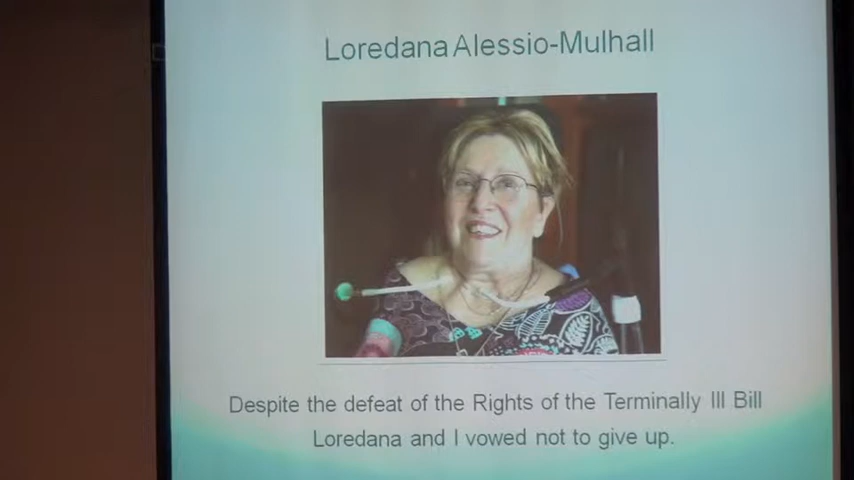 Loredana Alessio-Mulhall
Despite the defeat of the Rights of the Terminally Ill Bill
Loredana and I vowed not to give up.